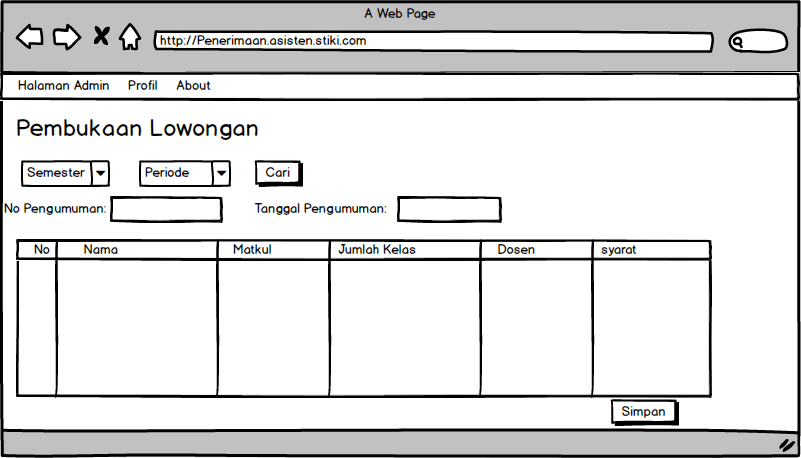 A Web Page
http://Penerimaan.asisten.stiki.com
Halaman Admin Profil About
Pembukaan Lowongan
Semester Periode Cari
No Pengumuman: Tanggal Pengumuman:
No Nama Matkul Jumlah Kelas Dosen syarat
Simpan